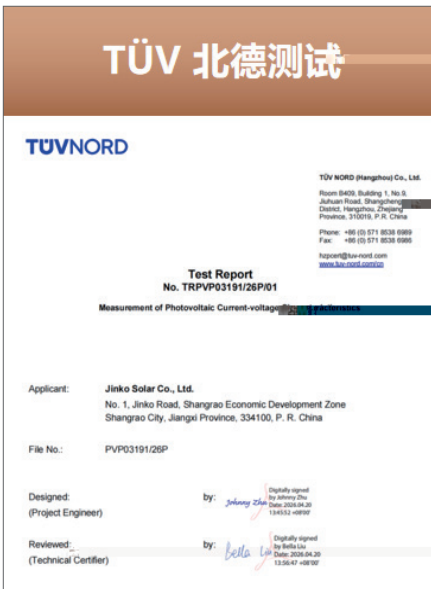 TÜV 北德测试
TÜVNORD
TÜV NORD (Hangzhou) Co., Ltd.
Room B409, Building 1, No.9,
Jiuhuan Road, Shangcheng
District, Hangzhou, Zhejiang
Province, 310019, P.R. China
Phone: +86 (0) 571 8538 6989
Fax: +86 (0) 571 8538 6986
hzpcert@tuv-nord.com
www.tuv-nord.com/cn
Test Report
No. TRPVP03191/26P/01
Measurement of Photovoltaic Current-voltage
Applicant: Jinko Solar Co., Ltd.
No. 1, Jinko Road, Shangrao Economic Development Zone
Shangrao City, Jiangxi Province, 334100, P. R. China
File No.: PVP03191/26P
Designed: by: Johnny Zhu Digitally signed
by Johnny Zhu
Date: 2026.04.20
13:45:52 +08'00'
(Project Engineer)
Reviewed: by: Bella Liu Digitally signed
by Bella Liu
Date: 2026.04.20
13:56:47 +08'00'
(Technical Certifier)